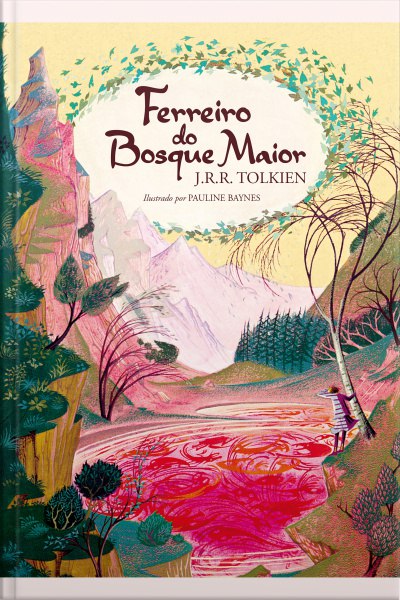 Ferreiro
do
Bosque Maior
J.R.R. TOLKIEN
Ilustrado por PAULINE BAYNES